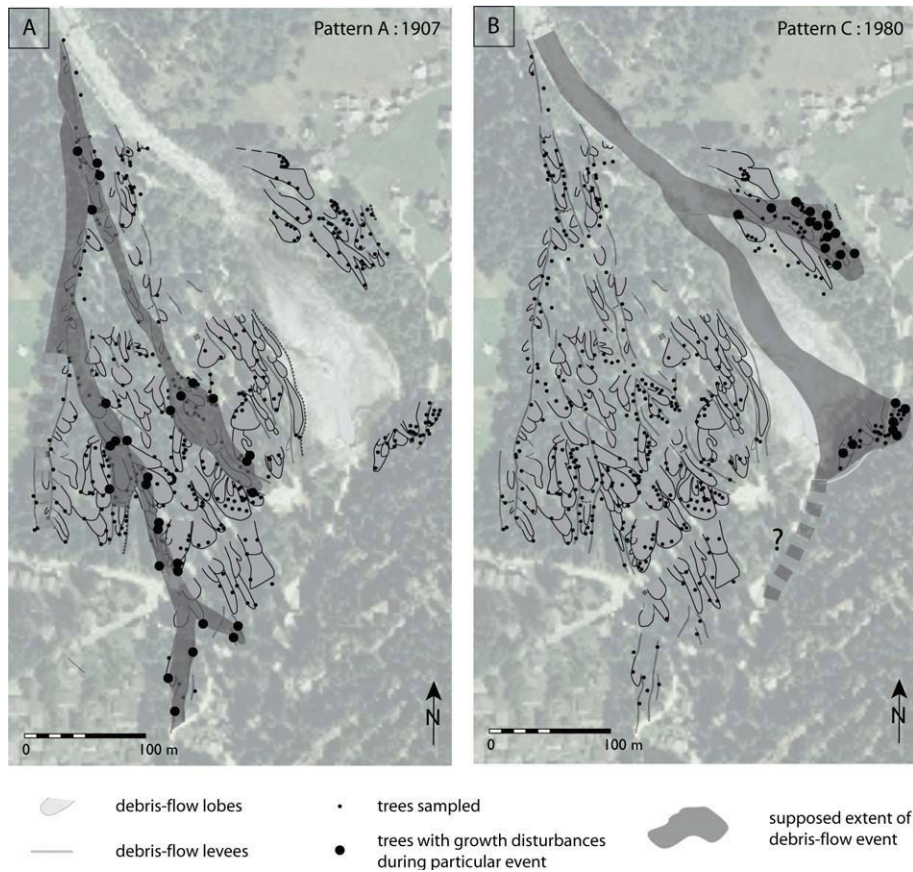 A
Pattern A : 1907
N
0
100 m
B
Pattern C : 1980
?
N
0
100 m
debris-flow lobes
debris-flow levees
trees sampled
trees with growth disturbances
during particular event
supposed extent of
debris-flow event